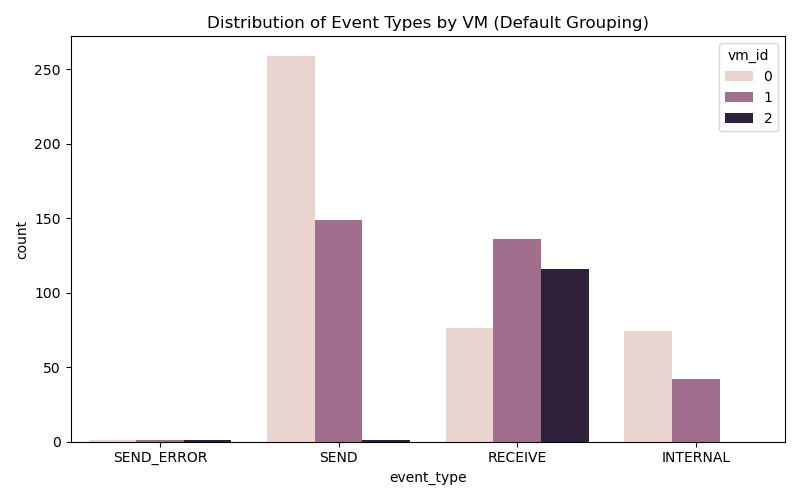 Distribution of Event Types by VM (Default Grouping)
vm_id
0
1
2
250
200
150
100
50
0
count
SEND_ERROR SEND RECEIVE INTERNAL
event_type